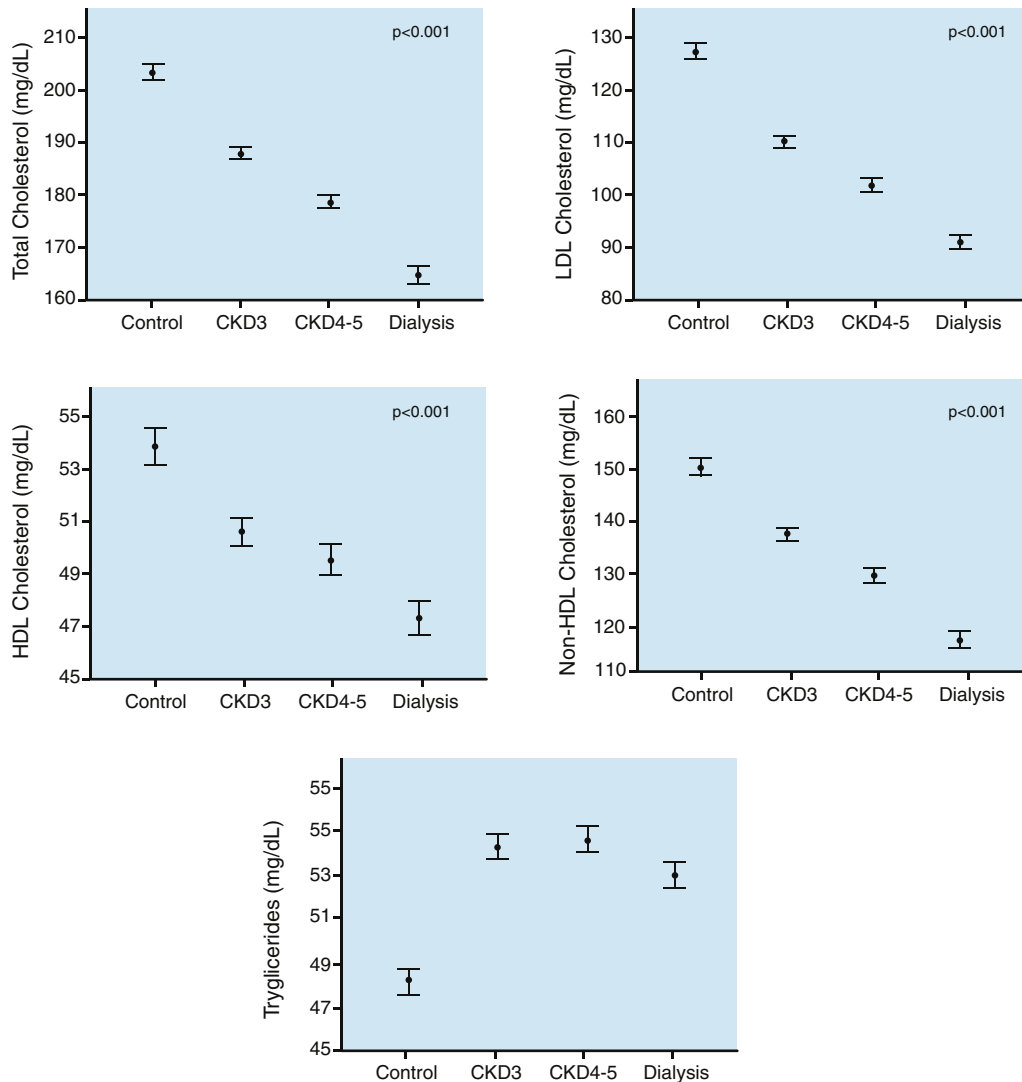 Total Cholesterol (mg/dL)
210
200
190
180
170
160
p<0.001
Control CKD3 CKD4-5 Dialysis
LDL Cholesterol (mg/dL)
130
120
110
100
90
80
p<0.001
Control CKD3 CKD4-5 Dialysis
HDL Cholesterol (mg/dL)
55
53
51
49
47
45
p<0.001
Control CKD3 CKD4-5 Dialysis
Non-HDL Cholesterol (mg/dL)
160
150
140
130
120
110
p<0.001
Control CKD3 CKD4-5 Dialysis
Tryglicerides (mg/dL)
55
55
53
51
49
47
45
Control CKD3 CKD4-5 Dialysis